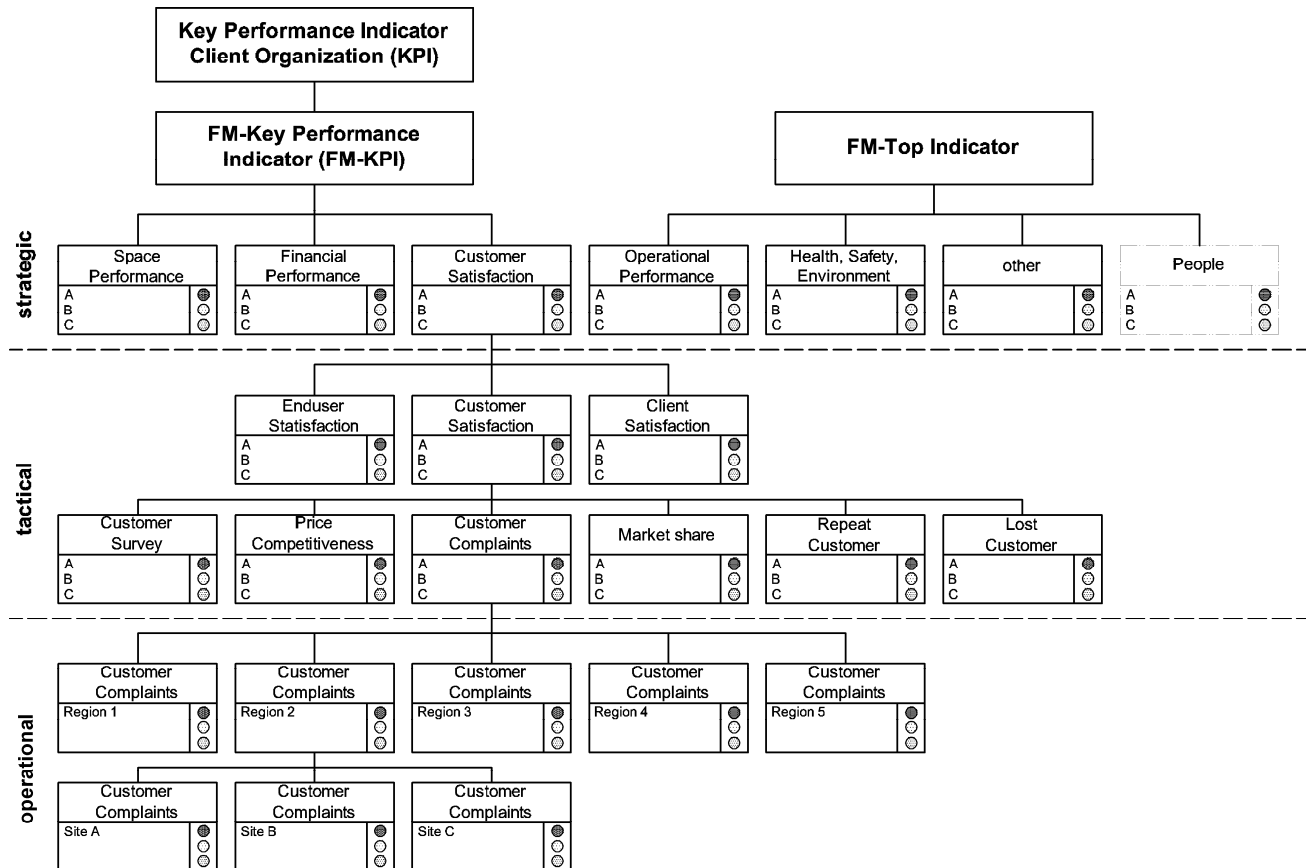 Key Performance Indicator
Client Organization (KPI)
FM-Key Performance
Indicator (FM-KPI)
FM-Top Indicator
strategic
Space
Performance
A
B
C
Financial
Performance
A
B
C
Customer
Satisfaction
A
B
C
Operational
Performance
A
B
C
Health, Safety,
Environment
A
B
C
other
A
B
C
People
A
B
C
tactical
Enduser
Statisfaction
A
B
C
Customer
Satisfaction
A
B
C
Client
Satisfaction
A
B
C
Customer
Survey
A
B
C
Price
Competitiveness
A
B
C
Customer
Complaints
A
B
C
Market share
A
B
C
Repeat
Customer
A
B
C
Lost
Customer
A
B
C
operational
Customer
Complaints
Region 1
Customer
Complaints
Region 2
Customer
Complaints
Region 3
Customer
Complaints
Region 4
Customer
Complaints
Region 5
Customer
Complaints
Site A
Customer
Complaints
Site B
Customer
Complaints
Site C